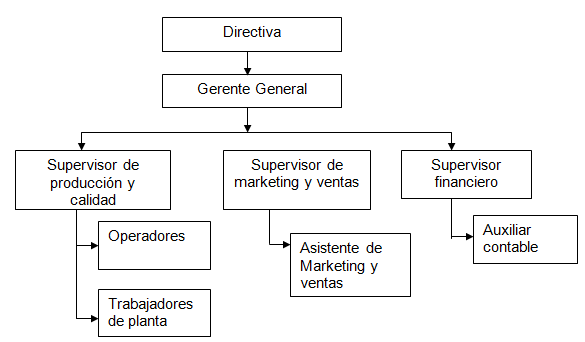 Directiva
Gerente General
Supervisor de
producción y
calidad
Supervisor de
marketing y ventas
Supervisor
financiero
Operadores
Asistente de
Marketing y
ventas
Auxiliar
contable
Trabajadores
de planta